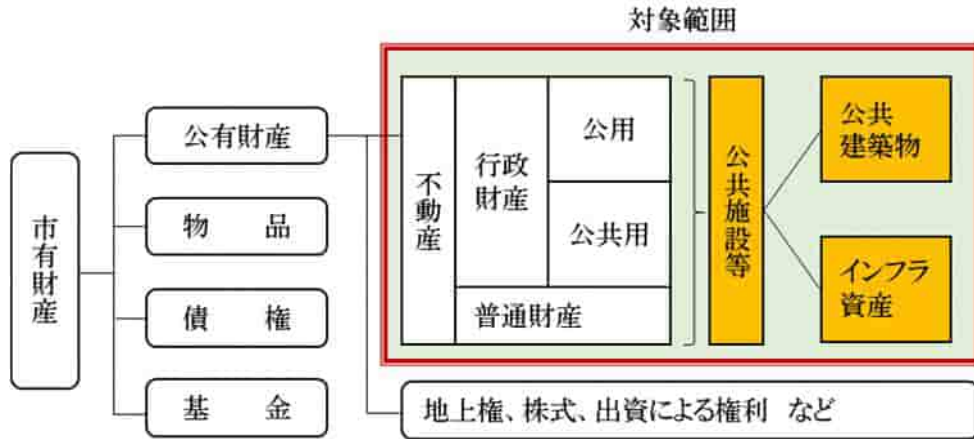 対象範囲
市有財産
公有財産
物　品
債　権
基　金
不動産
行政
財産
公用
公共用
普通財産
公共施設等
公共
建築物
インフラ
資産
地上権、株式、出資による権利　など